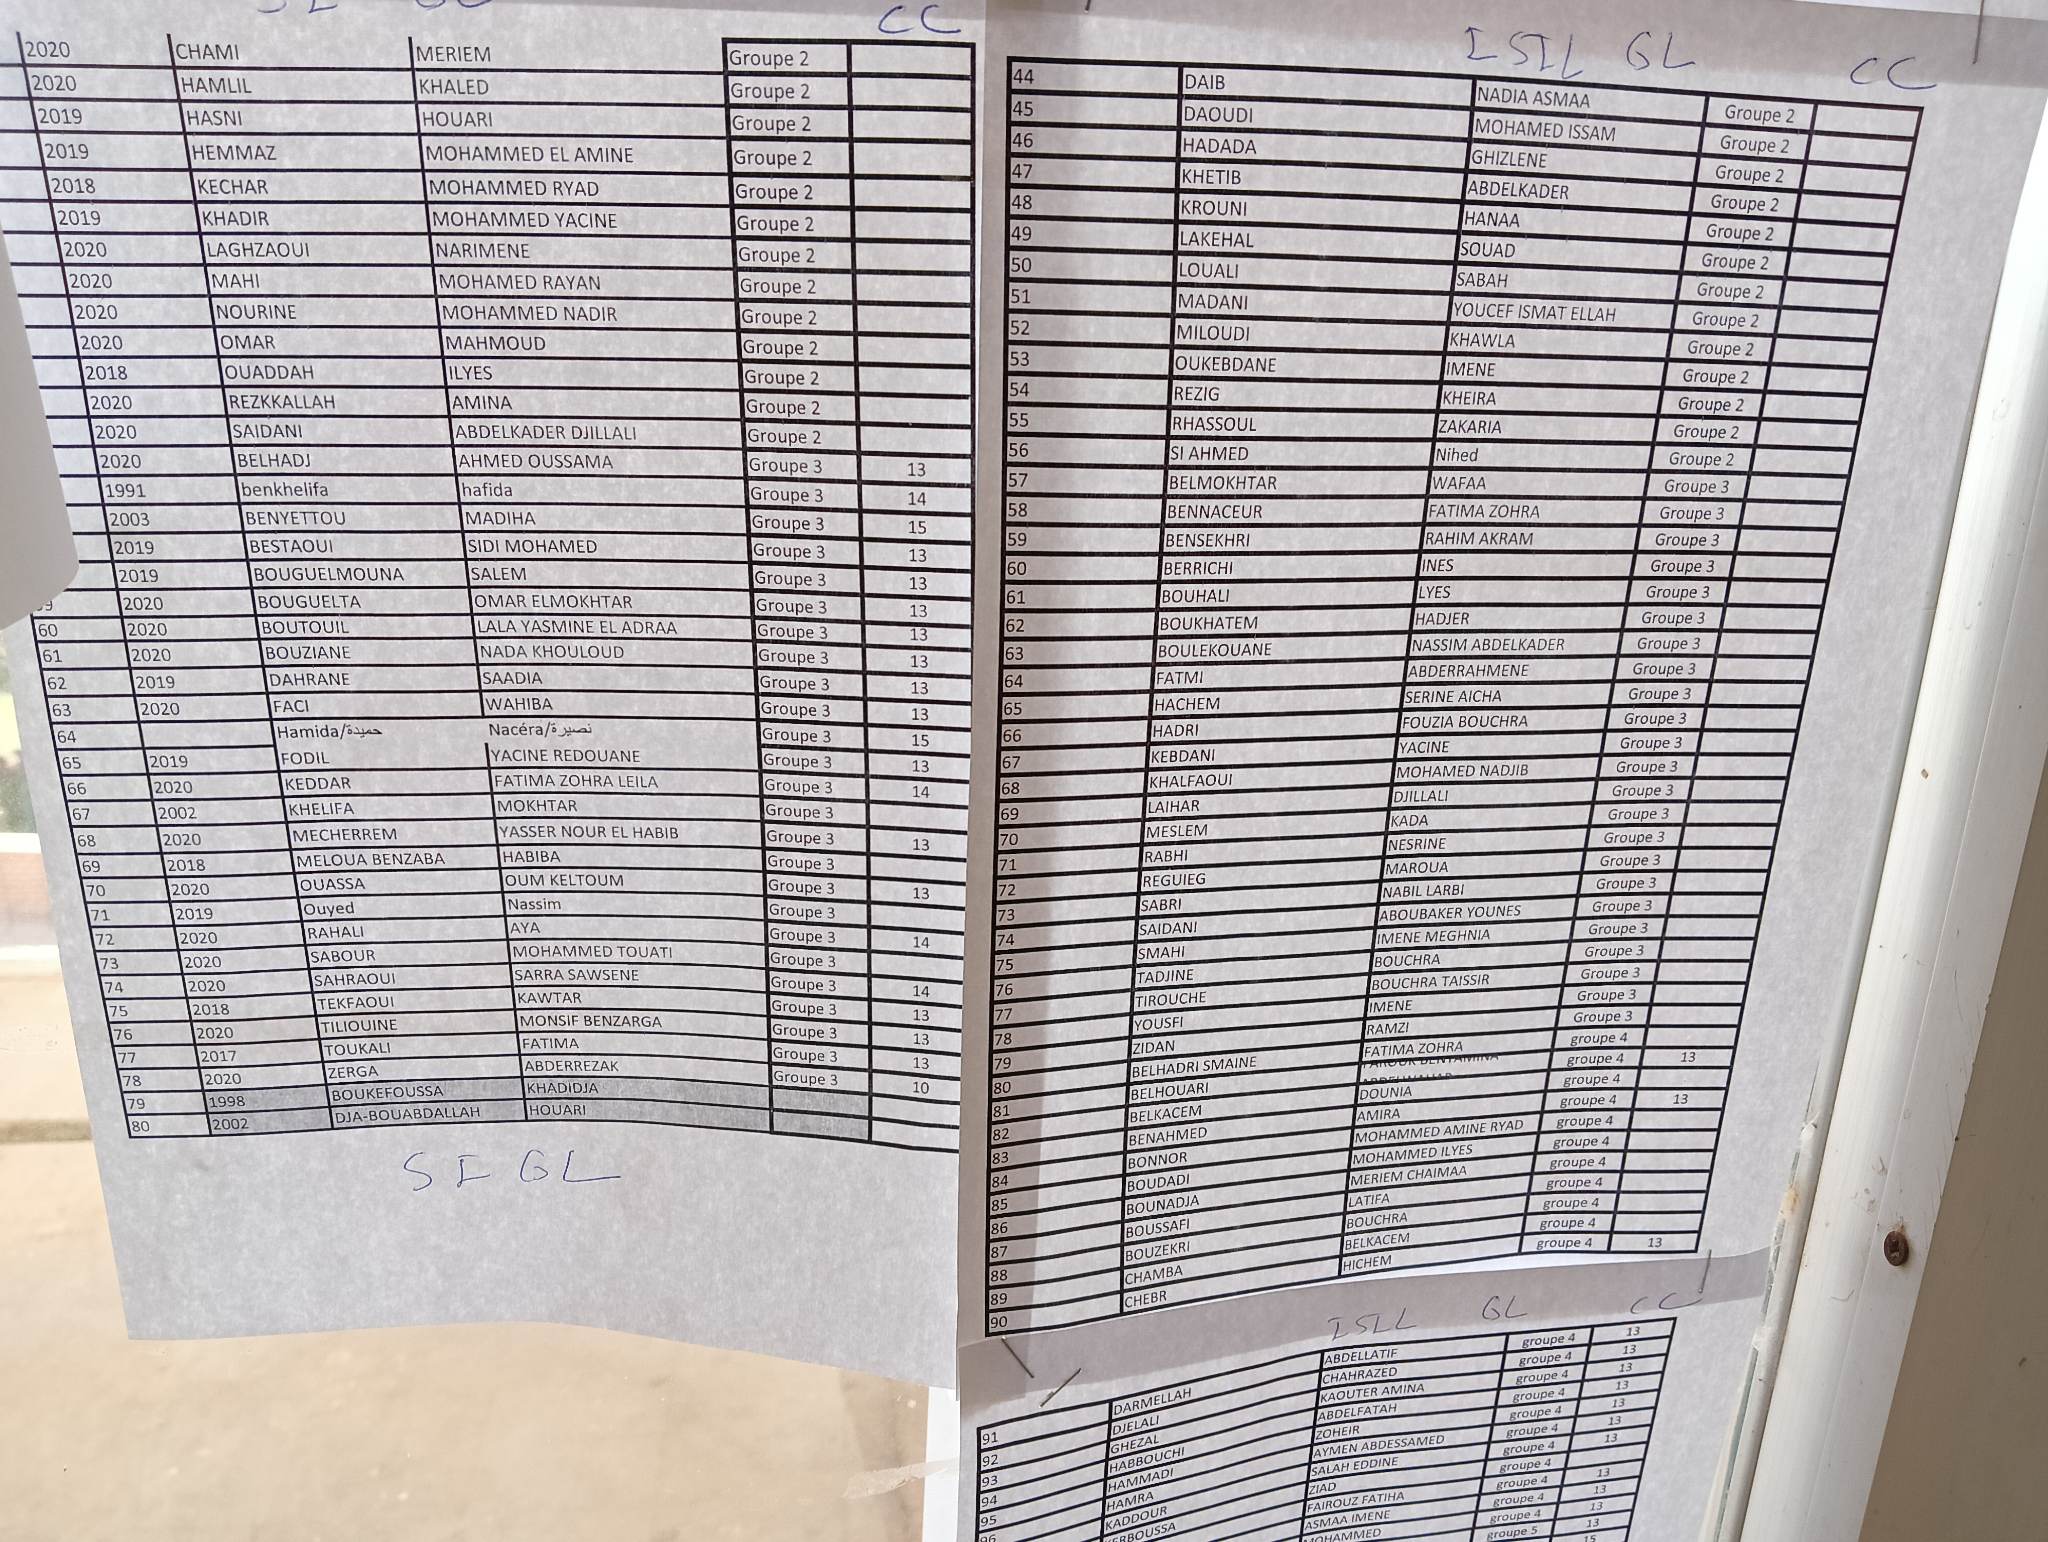 CC
2020 CHAMI MERIEM Groupe 2
2020 HAMLIL KHALED Groupe 2
2019 HASNI HOUARI Groupe 2
2019 HEMMAZ MOHAMMED EL AMINE Groupe 2
2018 KECHAR MOHAMMED RYAD Groupe 2
2019 KHADIR MOHAMMED YACINE Groupe 2
2020 LAGHZAOUI NARIMENE Groupe 2
2020 MAHI MOHAMED RAYAN Groupe 2
2020 NOURINE MOHAMMED NADIR Groupe 2
2020 OMAR MAHMOUD Groupe 2
2018 OUADDAH ILYES Groupe 2
2020 REZKKALLAH AMINA Groupe 2
2020 SAIDANI ABDELKADER DJILLALI Groupe 2
2020 BELHADJ AHMED OUSSAMA Groupe 3 13
1991 benkhelifa hafida Groupe 3 14
2003 BENYETTOU MADIHA Groupe 3 15
2019 BESTAOUI SIDI MOHAMED Groupe 3 13
2019 BOUGUELMOUNA SALEM Groupe 3 13
2020 BOUGUELTA OMAR ELMOKHTAR Groupe 3 13
60 2020 BOUTOUIL LALA YASMINE EL ADRAA Groupe 3 13
61 2020 BOUZIANE NADA KHOULOUD Groupe 3 13
62 2019 DAHRANE SAADIA Groupe 3 13
63 2020 FACI WAHIBA Groupe 3 13
64 Hamida/حميدة Nacéra/نصيرة Groupe 3 15
65 2019 FODIL YACINE REDOUANE Groupe 3 13
66 2020 KEDDAR FATIMA ZOHRA LEILA Groupe 3 14
67 2002 KHELIFA MOKHTAR Groupe 3
68 2020 MECHERREM YASSER NOUR EL HABIB Groupe 3 13
69 2018 MELOUA BENZABA HABIBA Groupe 3
70 2020 OUASSA OUM KELTOUM Groupe 3 13
71 2019 Ouyed Nassim Groupe 3
72 2020 RAHALI AYA Groupe 3 14
73 2020 SABOUR MOHAMMED TOUATI Groupe 3
74 2020 SAHRAOUI SARRA SAWSENE Groupe 3 14
75 2018 TEKFAOUI KAWTAR Groupe 3 13
76 2020 TILIOUINE MONSIF BENZARGA Groupe 3 13
77 2017 TOUKALI FATIMA Groupe 3 13
78 2020 ZERGA ABDERREZAK Groupe 3 10
79 1998 BOUKEFOUSSA KHADIDJA
80 2002 DJA-BOUABDALLAH HOUARI
SI GL
ISIL GL CC
44 DAIB NADIA ASMAA Groupe 2
45 DAOUDI MOHAMED ISSAM Groupe 2
46 HADADA GHIZLENE Groupe 2
47 KHETIB ABDELKADER Groupe 2
48 KROUNI HANAA Groupe 2
49 LAKEHAL SOUAD Groupe 2
50 LOUALI SABAH Groupe 2
51 MADANI YOUCEF ISMAT ELLAH Groupe 2
52 MILOUDI KHAWLA Groupe 2
53 OUKEBDANE IMENE Groupe 2
54 REZIG KHEIRA Groupe 2
55 RHASSOUL ZAKARIA Groupe 2
56 SI AHMED Nihed Groupe 2
57 BELMOKHTAR WAFAA Groupe 3
58 BENNACEUR FATIMA ZOHRA Groupe 3
59 BENSEKHRI RAHIM AKRAM Groupe 3
60 BERRICHI INES Groupe 3
61 BOUHALI LYES Groupe 3
62 BOUKHATEM HADJER Groupe 3
63 BOULEKOUANE NASSIM ABDELKADER Groupe 3
64 FATMI ABDERRAHMENE Groupe 3
65 HACHEM SERINE AICHA Groupe 3
66 HADRI FOUZIA BOUCHRA Groupe 3
67 KEBDANI YACINE Groupe 3
68 KHALFAOUI MOHAMED NADJIB Groupe 3
69 LAIHAR DJILLALI Groupe 3
70 MESLEM KADA Groupe 3
71 RABHI NESRINE Groupe 3
72 REGUIEG MAROUA Groupe 3
73 SABRI NABIL LARBI Groupe 3
74 SAIDANI ABOUBAKER YOUNES Groupe 3
75 SMAHI IMENE MEGHNIA Groupe 3
76 TADJINE BOUCHRA Groupe 3
77 TIROUCHE BOUCHRA TAISSIR Groupe 3
78 YOUSFI IMENE Groupe 3
79 ZIDAN RAMZI Groupe 3
80 BELHADRI SMAINE FATIMA ZOHRA groupe 4
81 BELHOUARI groupe 4 13
82 BELKACEM DOUNIA groupe 4
83 BENAHMED AMIRA groupe 4 13
84 BONNOR MOHAMMED AMINE RYAD groupe 4
85 BOUDADI MOHAMMED ILYES groupe 4
86 BOUNADJA MERIEM CHAIMAA groupe 4
87 BOUSSAFI LATIFA groupe 4
88 BOUZEKRI BOUCHRA groupe 4
89 CHAMBA BELKACEM groupe 4
90 CHEBR HICHEM groupe 4 13
ISIL GL CC
91 DARMELLAH ABDELLATIF groupe 4 13
92 DJELALI CHAHRAZED groupe 4 13
93 GHEZAL KAOUTER AMINA groupe 4 13
94 HABBOUCHI ABDELFATAH groupe 4 13
95 HAMMADI ZOHEIR groupe 4 13
96 HAMRA AYMEN ABDESSAMED groupe 4 13
KADDOUR SALAH EDDINE groupe 4 13
ZIAD groupe 4
FAIROUZ FATIHA groupe 4 13
ASMAA IMENE groupe 4 13
MOHAMMED groupe 4 13
groupe 5 13
15